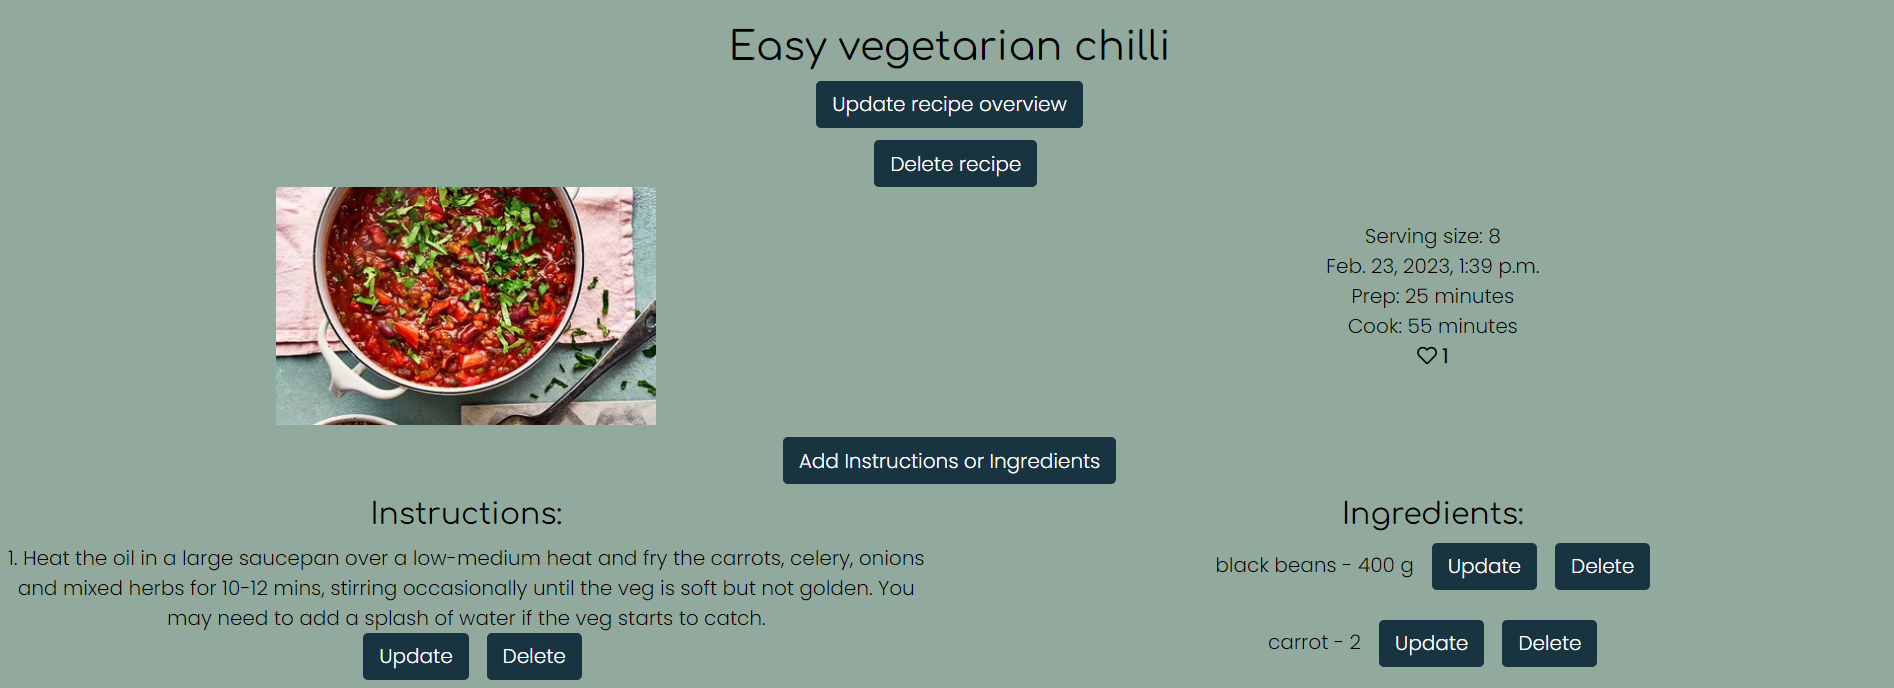 Easy vegetarian chilli
Update recipe overview
Delete recipe
Serving size: 8
Feb. 23, 2023, 1:39 p.m.
Prep: 25 minutes
Cook: 55 minutes
1
Add Instructions or Ingredients
Instructions:
1. Heat the oil in a large saucepan over a low-medium heat and fry the carrots, celery, onions
and mixed herbs for 10-12 mins, stirring occasionally until the veg is soft but not golden. You
may need to add a splash of water if the veg starts to catch.
Update Delete
Ingredients:
black beans - 400 g Update Delete
carrot - 2 Update Delete